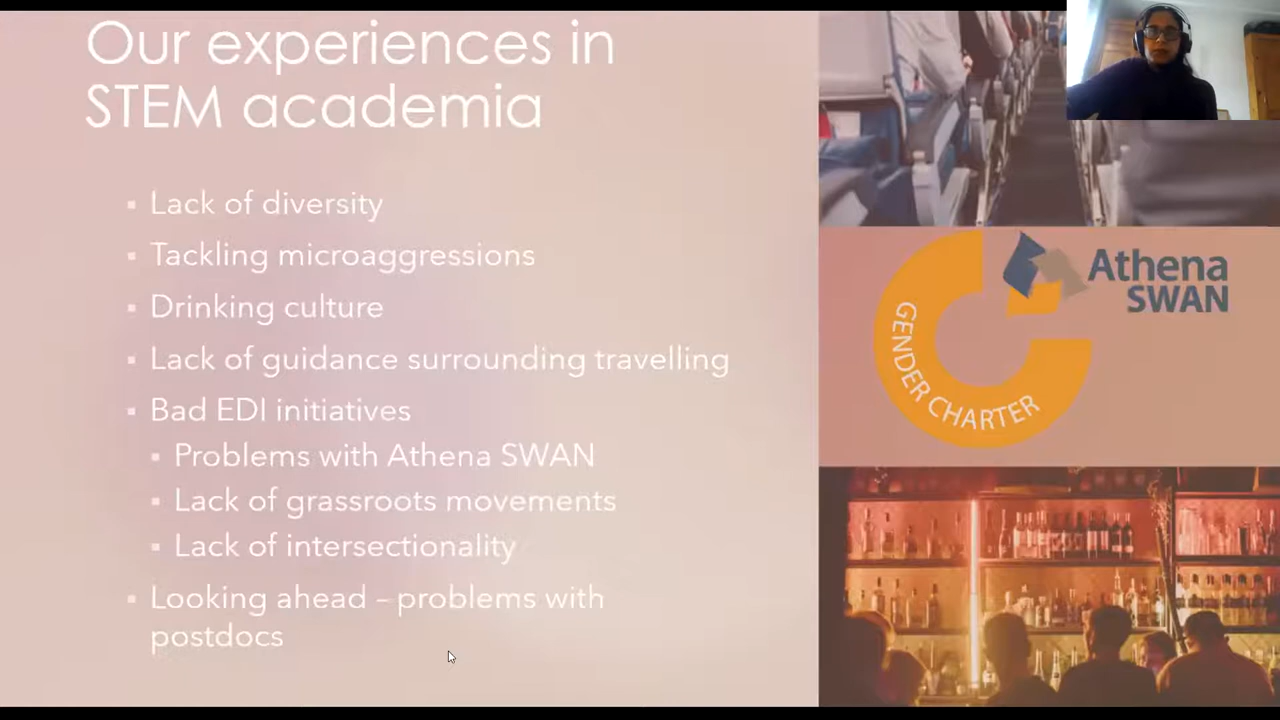 Our experiences in
STEM academia
Lack of diversity
Tackling microaggressions
Drinking culture
Lack of guidance surrounding travelling
Bad EDI initiatives
Problems with Athena SWAN
Lack of grassroots movements
Lack of intersectionality
Looking ahead – problems with
postdocs
Athena
SWAN
GENDER CHARTER